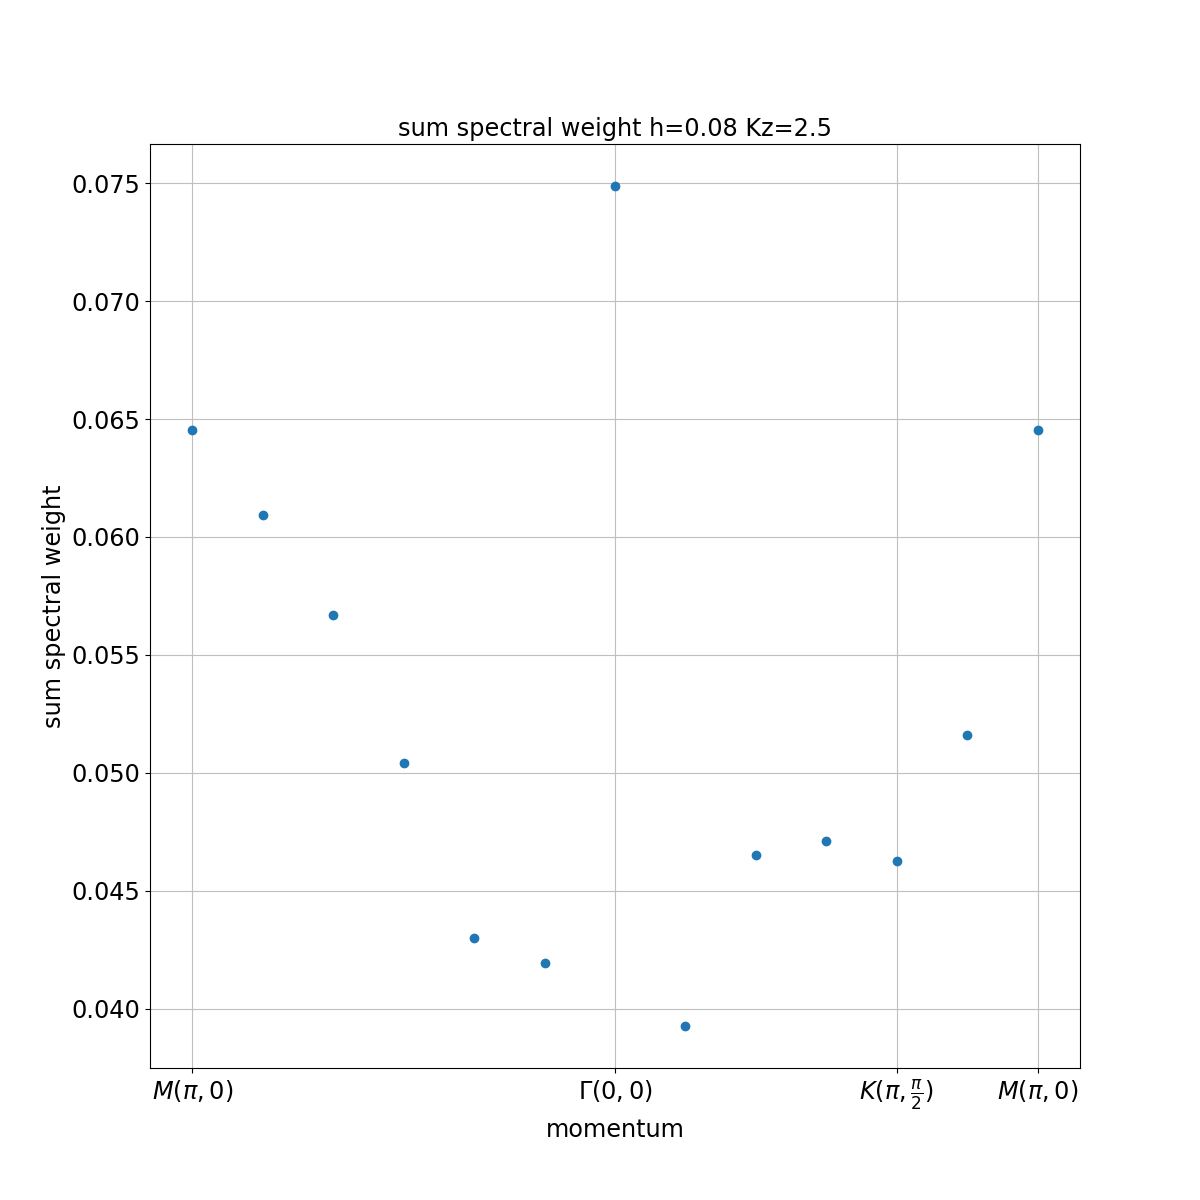 sum spectral weight h=0.08 Kz=2.5
sum spectral weight
0.075
0.070
0.065
0.060
0.055
0.050
0.045
0.040
M(π, 0)
Γ(0, 0)
K(π, π/2)
M(π, 0)
momentum